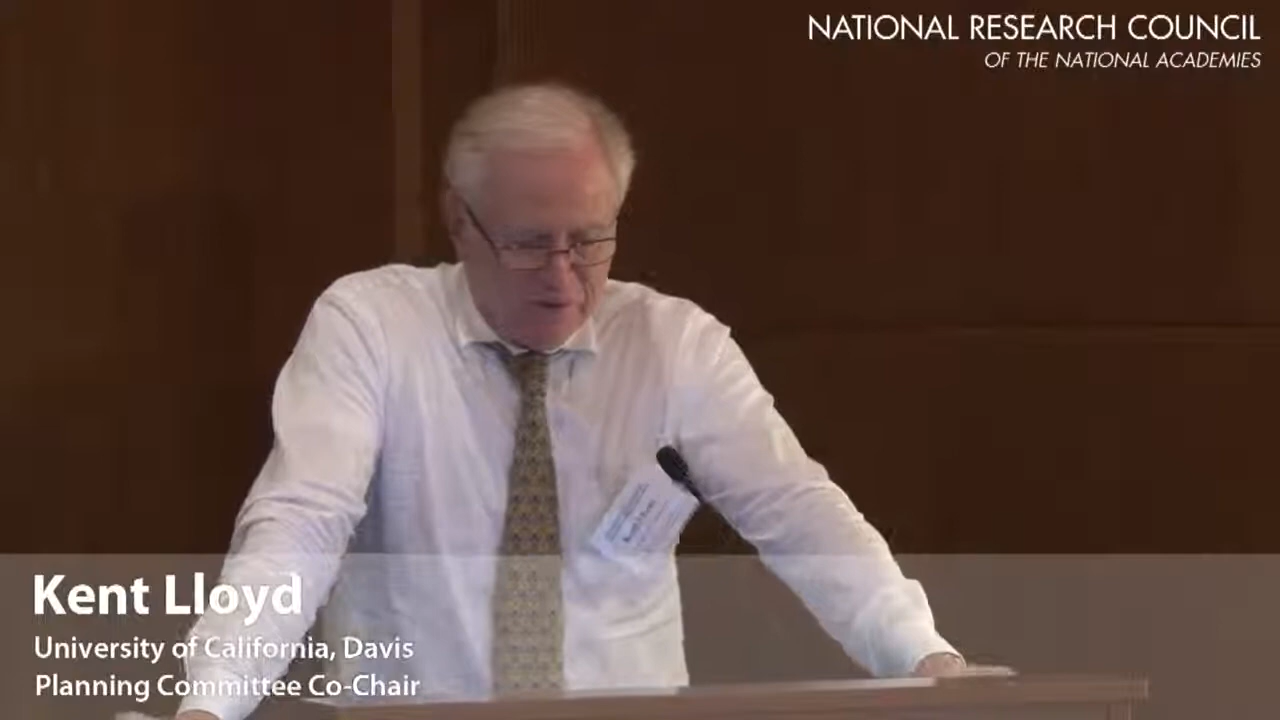 NATIONAL RESEARCH COUNCIL
OF THE NATIONAL ACADEMIES
Kent Lloyd
University of California, Davis
Planning Committee Co-Chair